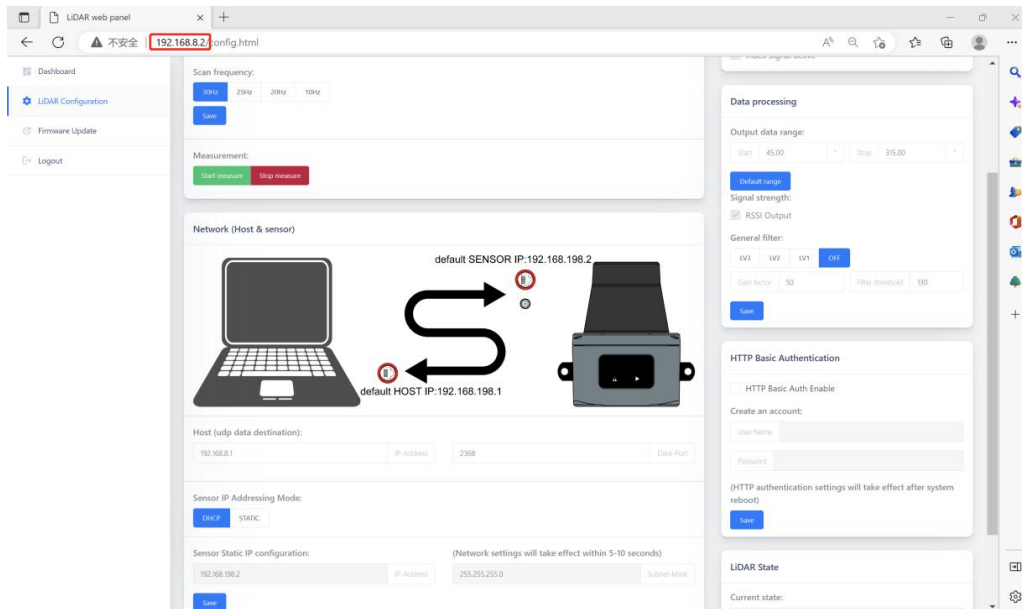 LiDAR web panel
不安全
192.168.8.2/config.html
Dashboard
LiDAR Configuration
Firmware Update
Logout
Scan frequency:
30Hz 25Hz 20Hz 10Hz
Save
Measurement:
Start measure Stop measure
Network (Host & sensor)
default SENSOR IP:192.168.198.2
default HOST IP:192.168.198.1
Host (udp data destination):
192.168.8.1 IP-Address 2368 Data-Port
Sensor IP Addressing Mode:
DHCP STATIC
Sensor Static IP configuration: (Network settings will take effect within 5-10 seconds)
192.168.198.2 IP-Address 255.255.255.0 Subnet-Mask
Save
Data processing
Output data range:
Start 45.00 ° Stop 315.00 °
Default range
Signal strength:
RSSI Output
General filter:
LV3 LV2 LV1 OFF
Gain factor 50 Filter threshold 130
Save
HTTP Basic Authentication
HTTP Basic Auth Enable
Create an account:
User Name
Password
(HTTP authentication settings will take effect after system
reboot)
Save
LiDAR State
Current state: